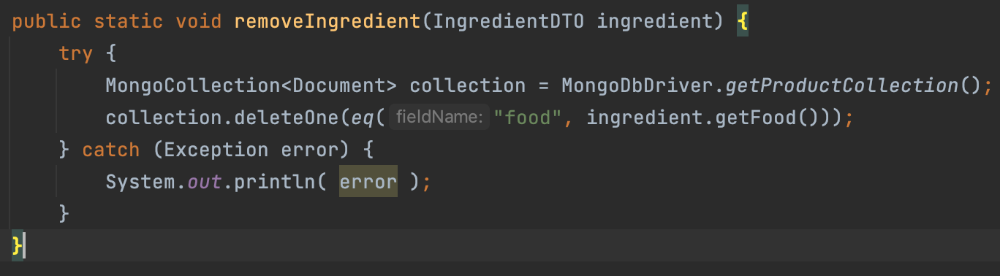 public static void removeIngredient(IngredientDTO ingredient) {
    try {
        MongoCollection<Document> collection = MongoDbDriver.getProductCollection();
        collection.deleteOne(eq( fieldName: "food", ingredient.getFood()));
    } catch (Exception error) {
        System.out.println( error );
    }
}